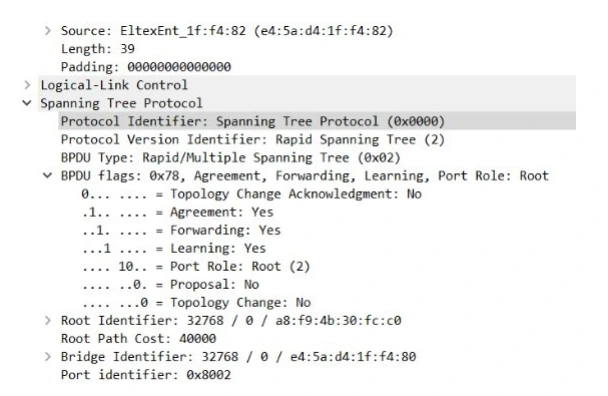 Source: EltexEnt_1f:f4:82 (e4:5a:d4:1f:f4:82)
Length: 39
Padding: 00000000000000
Logical-Link Control
Spanning Tree Protocol
Protocol Identifier: Spanning Tree Protocol (0x0000)
Protocol Version Identifier: Rapid Spanning Tree (2)
BPDU Type: Rapid/Multiple Spanning Tree (0x02)
BPDU flags: 0x78, Agreement, Forwarding, Learning, Port Role: Root
0... .... = Topology Change Acknowledgment: No
.1.. .... = Agreement: Yes
..1. .... = Forwarding: Yes
...1 .... = Learning: Yes
.... 10.. = Port Role: Root (2)
.... ..0. = Proposal: No
.... ...0 = Topology Change: No
Root Identifier: 32768 / 0 / a8:f9:4b:30:fc:c0
Root Path Cost: 40000
Bridge Identifier: 32768 / 0 / e4:5a:d4:1f:f4:80
Port identifier: 0x8002